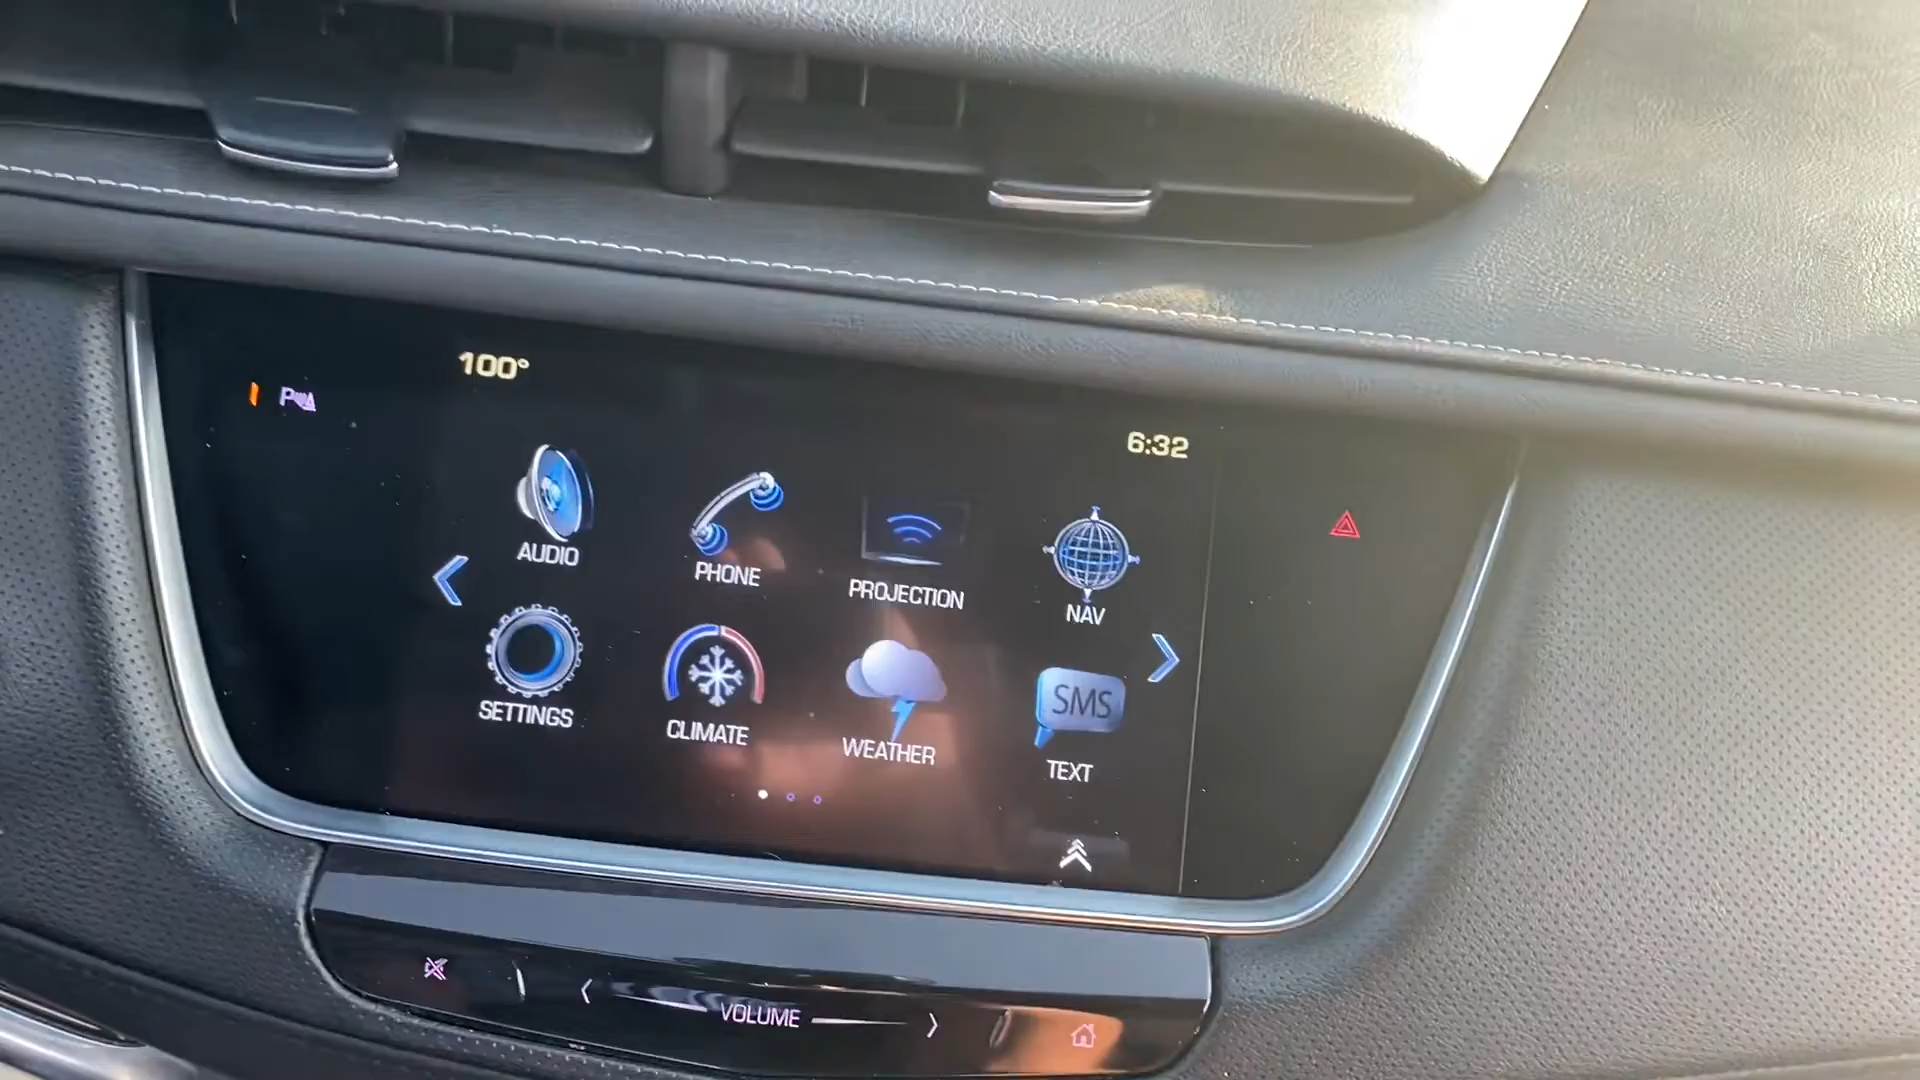 100°
P
6:32
AUDIO
PHONE
PROJECTION
NAV
SETTINGS
CLIMATE
WEATHER
SMS
TEXT
VOLUME